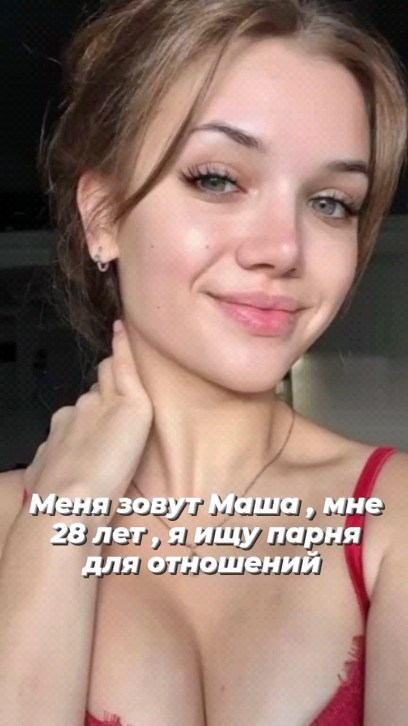 Меня зовут Маша , мне
28 лет , я ищу парня
для отношений